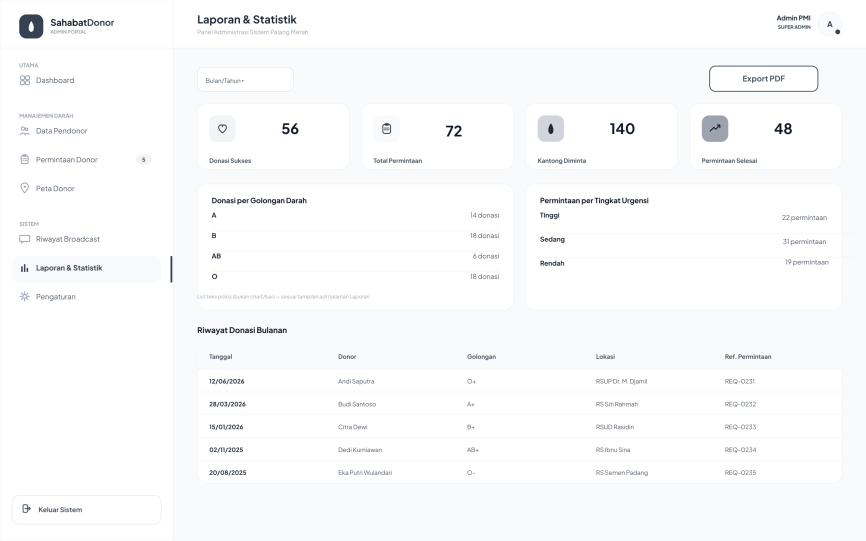 SahabatDonor
ADMIN PORTAL
UTAMA
Dashboard
MANAJEMEN DARAH
Data Pendonor
Permintaan Donor 5
Peta Donor
SISTEM
Riwayat Broadcast
Laporan & Statistik
Pengaturan
Keluar Sistem
Laporan & Statistik
Panel Administrasi Sistem Palang Merah
Admin PMI
SUPER ADMIN
A
Bulan/Tahun
Export PDF
56
Donasi Sukses
72
Total Permintaan
140
Kantong Diminta
48
Permintaan Selesai
Donasi per Golongan Darah
A 14 donasi
B 18 donasi
AB 6 donasi
O 18 donasi
List teks polos (bukan chart/bar) — sesuai tampilan asli halaman Laporan
Permintaan per Tingkat Urgensi
Tinggi 22 permintaan
Sedang 31 permintaan
Rendah 19 permintaan
Riwayat Donasi Bulanan
Tanggal Donor Golongan Lokasi Ref. Permintaan
12/06/2026 Andi Saputra O+ RSUP Dr. M. Djamil REQ-0231
28/03/2026 Budi Santoso A+ RS Siti Rahmah REQ-0232
15/01/2026 Citra Dewi B+ RSUD Rasidin REQ-0233
02/11/2025 Dedi Kurniawan AB+ RS Ibnu Sina REQ-0234
20/08/2025 Eka Putri Wulandari O- RS Semen Padang REQ-0235